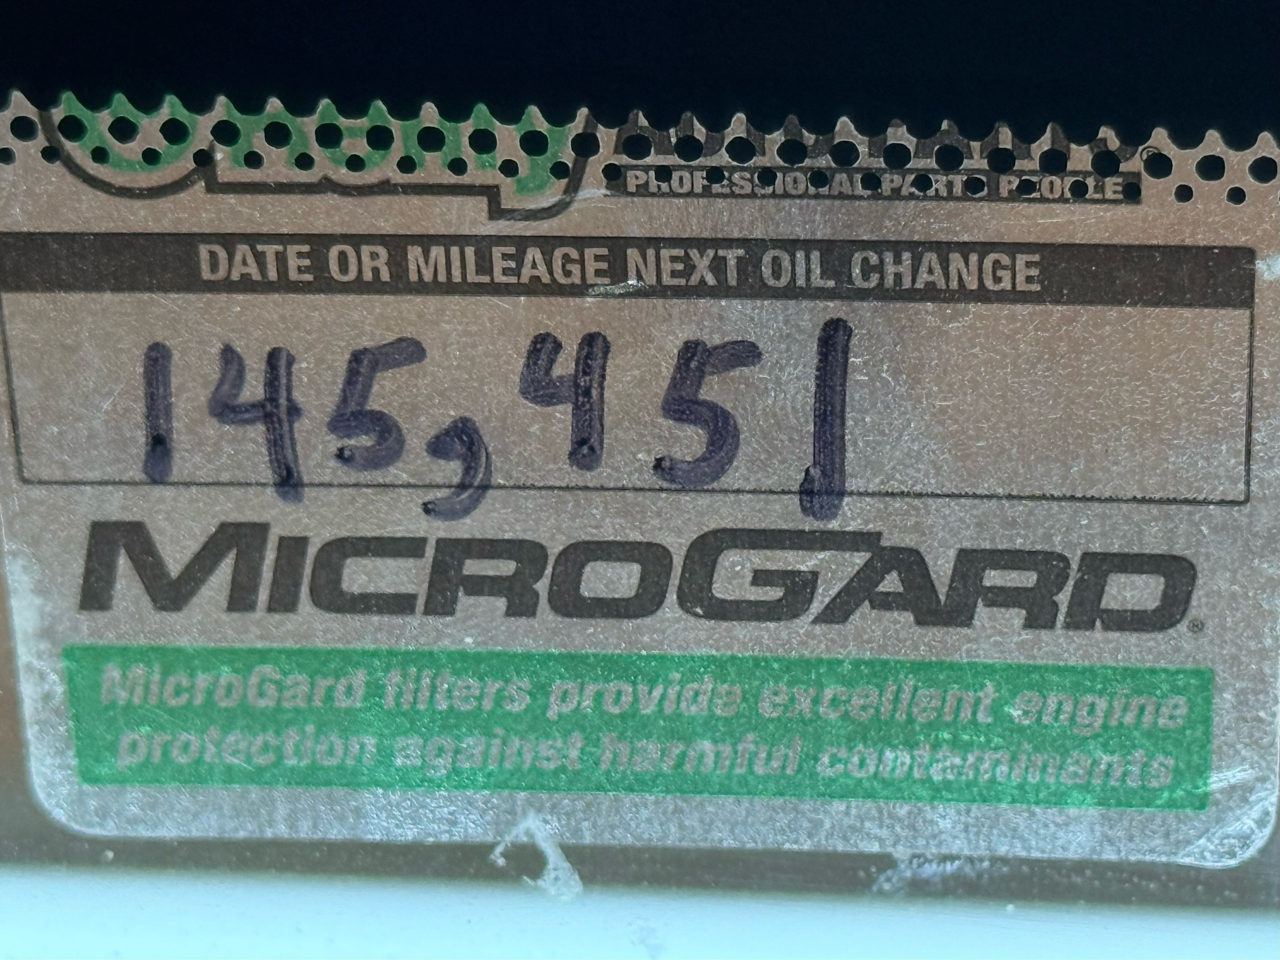 PROFESSIONAL PARTS PEOPLE
DATE OR MILEAGE NEXT OIL CHANGE
145,451
MICROGARD®
MicroGard filters provide excellent engine
protection against harmful contaminants